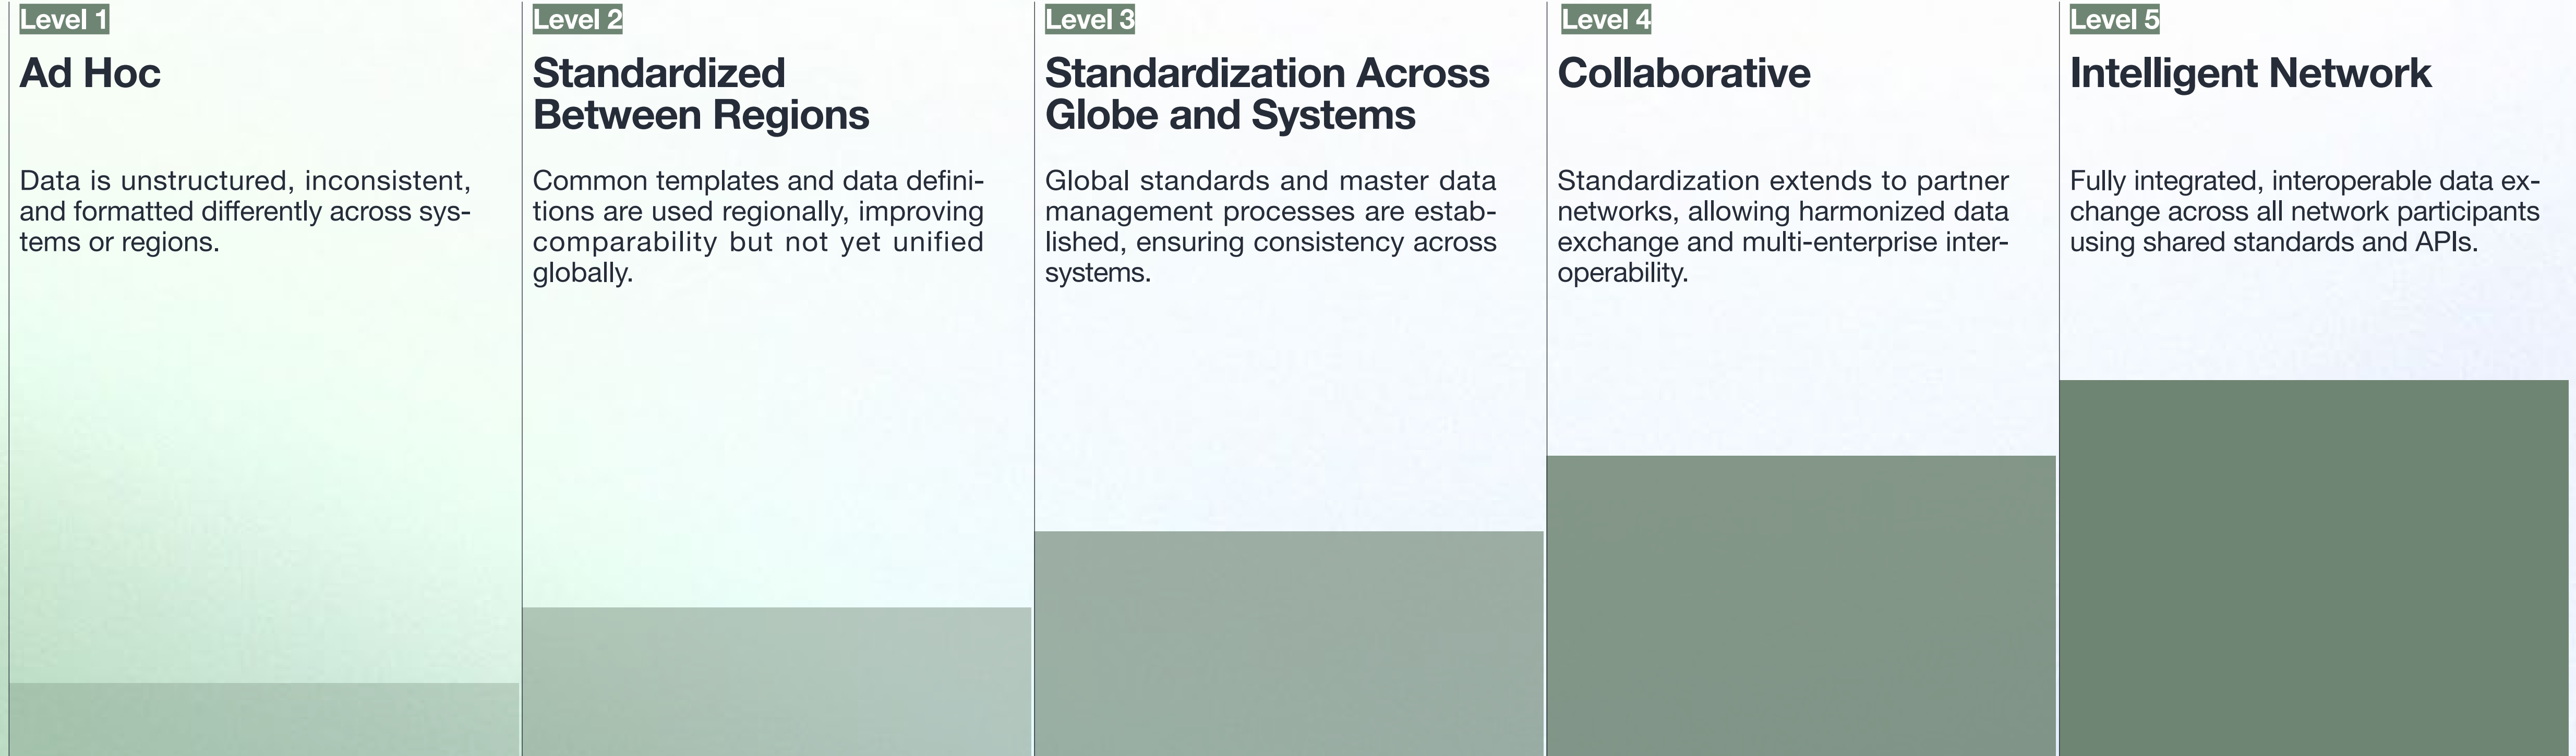 Level 1
Ad Hoc
Data is unstructured, inconsistent,
and formatted differently across sys-
tems or regions.
Level 2
Standardized
Between Regions
Common templates and data defini-
tions are used regionally, improving
comparability but not yet unified
globally.
Level 3
Standardization Across
Globe and Systems
Global standards and master data
management processes are estab-
lished, ensuring consistency across
systems.
Level 4
Collaborative
Standardization extends to partner
networks, allowing harmonized data
exchange and multi-enterprise inter-
operability.
Level 5
Intelligent Network
Fully integrated, interoperable data ex-
change across all network participants
using shared standards and APIs.